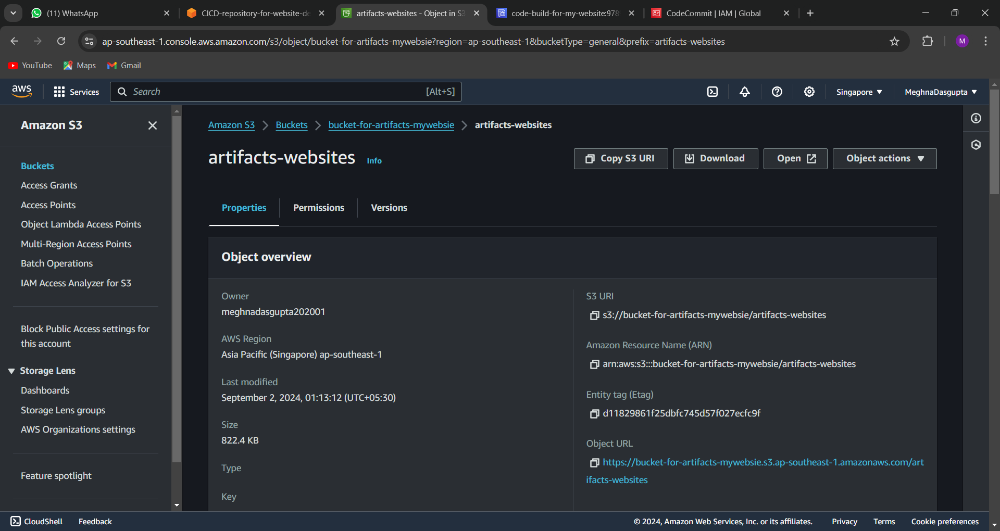 (11) WhatsApp
CICD-repository-for-website-de
artifacts-websites - Object in S3
code-build-for-my-website:978
CodeCommit | IAM | Global
ap-southeast-1.console.aws.amazon.com/s3/object/bucket-for-artifacts-mywebsie?region=ap-southeast-1&bucketType=general&prefix=artifacts-websites
M
YouTube
Maps
Gmail
aws
Services
Search
[Alt+S]
Singapore
MeghnaDasgupta
Amazon S3
Buckets
Access Grants
Access Points
Object Lambda Access Points
Multi-Region Access Points
Batch Operations
IAM Access Analyzer for S3
Block Public Access settings for
this account
Storage Lens
Dashboards
Storage Lens groups
AWS Organizations settings
Feature spotlight
Amazon S3 > Buckets > bucket-for-artifacts-mywebsie > artifacts-websites
artifacts-websites Info
Copy S3 URI
Download
Open
Object actions
Properties
Permissions
Versions
Object overview
Owner
meghnadasgupta202001
AWS Region
Asia Pacific (Singapore) ap-southeast-1
Last modified
September 2, 2024, 01:13:12 (UTC+05:30)
Size
822.4 KB
Type
Key
S3 URI
s3://bucket-for-artifacts-mywebsie/artifacts-websites
Amazon Resource Name (ARN)
arn:aws:s3:::bucket-for-artifacts-mywebsie/artifacts-websites
Entity tag (Etag)
d11829861f25dbfc745d57f027ecfc9f
Object URL
https://bucket-for-artifacts-mywebsie.s3.ap-southeast-1.amazonaws.com/art
ifacts-websites
CloudShell
Feedback
© 2024, Amazon Web Services, Inc. or its affiliates.
Privacy
Terms
Cookie preferences